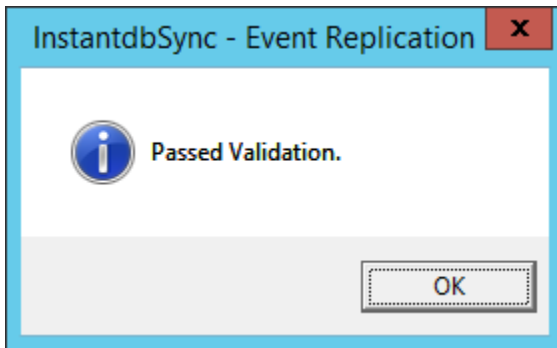 InstantdbSync - Event Replication
x
Passed Validation.
OK